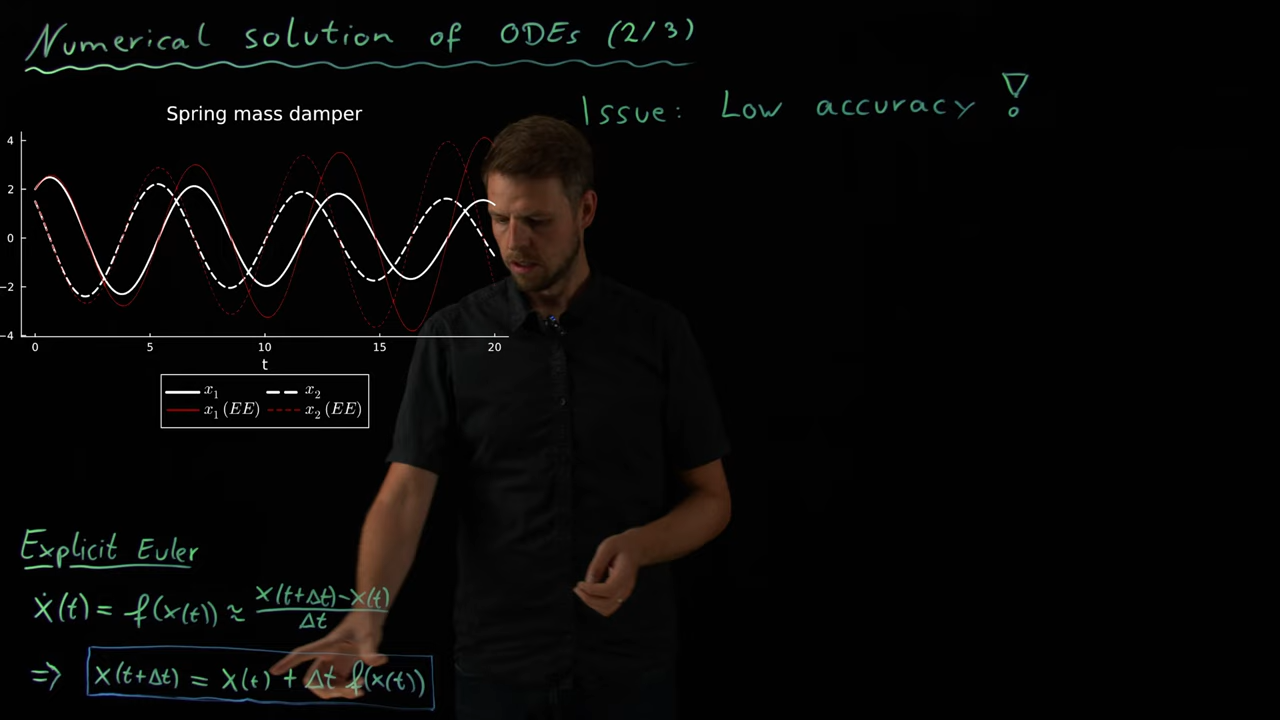 Numerical solution of ODEs (2/3)
Issue: Low accuracy !
Spring mass damper
4
2
0
−2
−4
0 5 10 15 20
t
x₁ x₂
x₁ (EE) x₂ (EE)
Explicit Euler
ẋ(t) = f(x(t)) ≈ (x(t+Δt)−x(t))/Δt
⇒ x(t+Δt) = x(t) + Δt f(x(t))